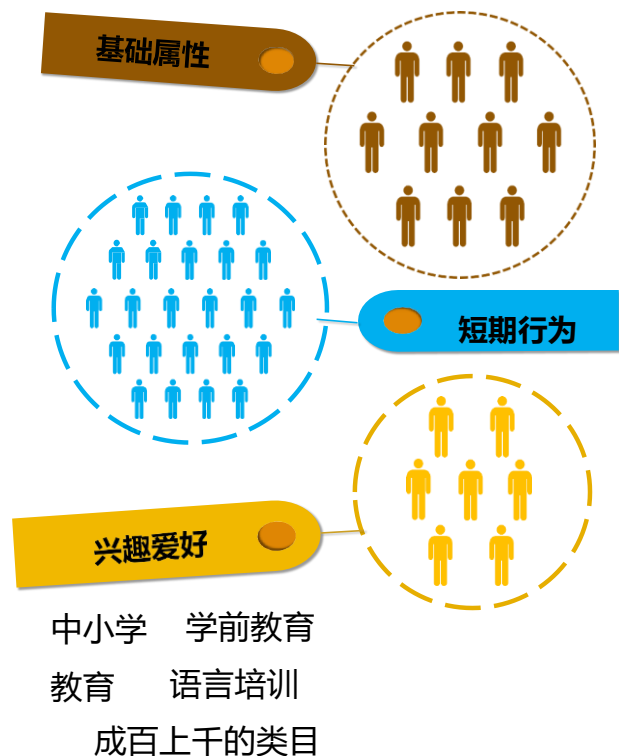 基础属性
短期行为
兴趣爱好
中小学 学前教育
教育 语言培训
成百上千的类目